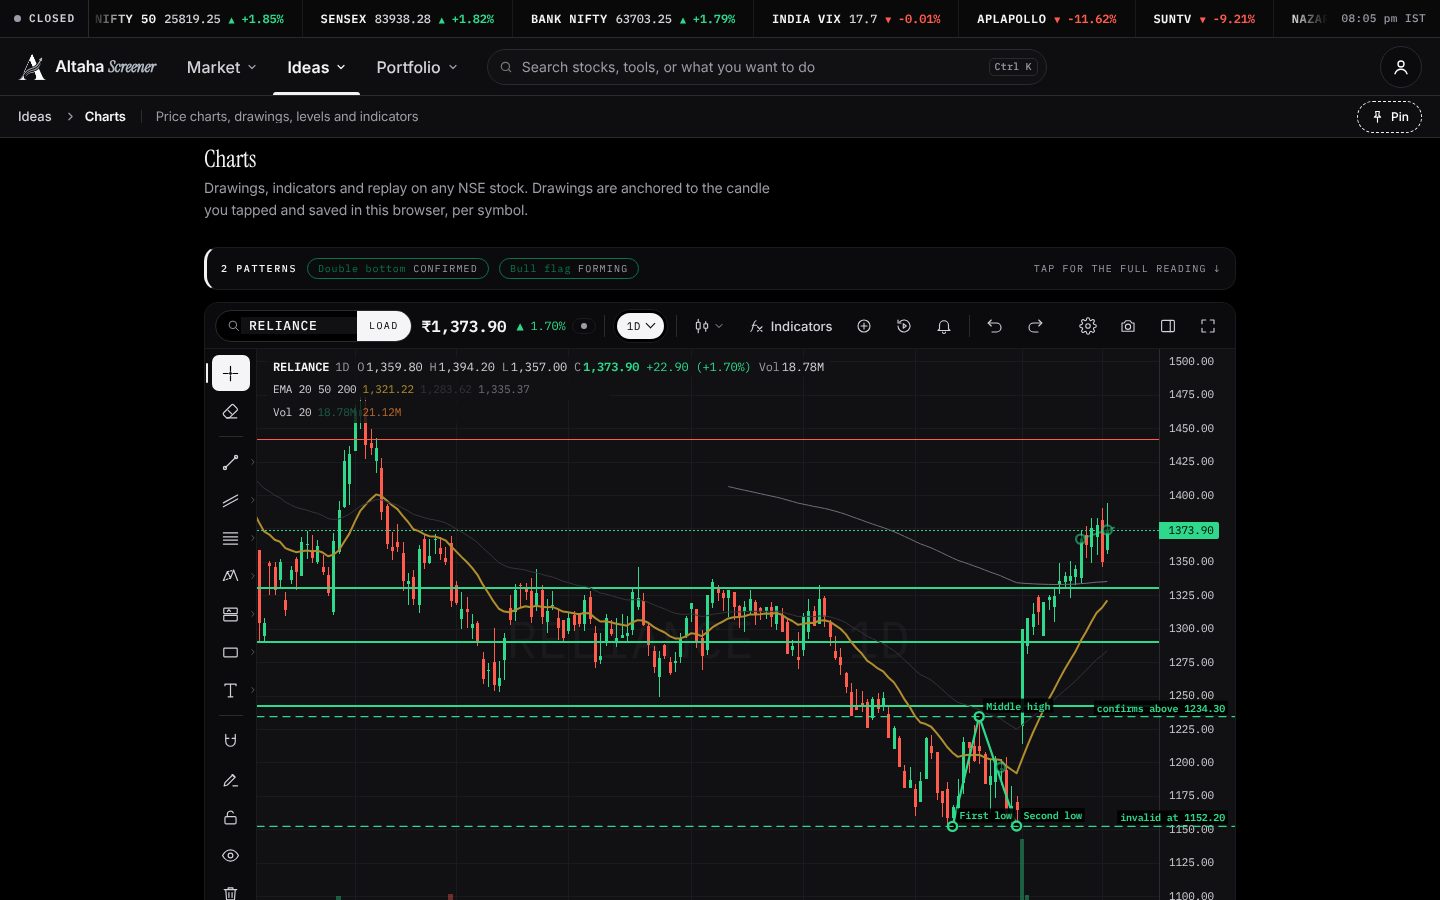 CLOSED NIFTY 50 25819.25 ▲ +1.85% SENSEX 83938.28 ▲ +1.82% BANK NIFTY 63703.25 ▲ +1.79% INDIA VIX 17.7 ▼ -0.01% APLAPOLLO ▼ -11.62% SUNTV ▼ -9.21% 08:05 pm IST
Altaha Screener Market Ideas Portfolio Search stocks, tools, or what you want to do Ctrl K
Ideas > Charts Price charts, drawings, levels and indicators Pin
Charts
Drawings, indicators and replay on any NSE stock. Drawings are anchored to the candle
you tapped and saved in this browser, per symbol.
2 PATTERNS Double bottom CONFIRMED Bull flag FORMING TAP FOR THE FULL READING ↓
RELIANCE LOAD ₹1,373.90 ▲ 1.70% 1D fx Indicators
RELIANCE 1D O1,359.80 H1,394.20 L1,357.00 C1,373.90 +22.90 (+1.70%) Vol18.78M
EMA 20 50 200 1,321.22 1,283.62 1,335.37
Vol 20 18.78M 21.12M
1500.00
1475.00
1450.00
1425.00
1400.00
1373.90
1350.00
1325.00
1300.00
RELIANCE 1D
1275.00
1250.00
Middle high confirms above 1234.30
1225.00
1200.00
1175.00
First low Second low invalid at 1152.20
1150.00
1125.00
1100.00